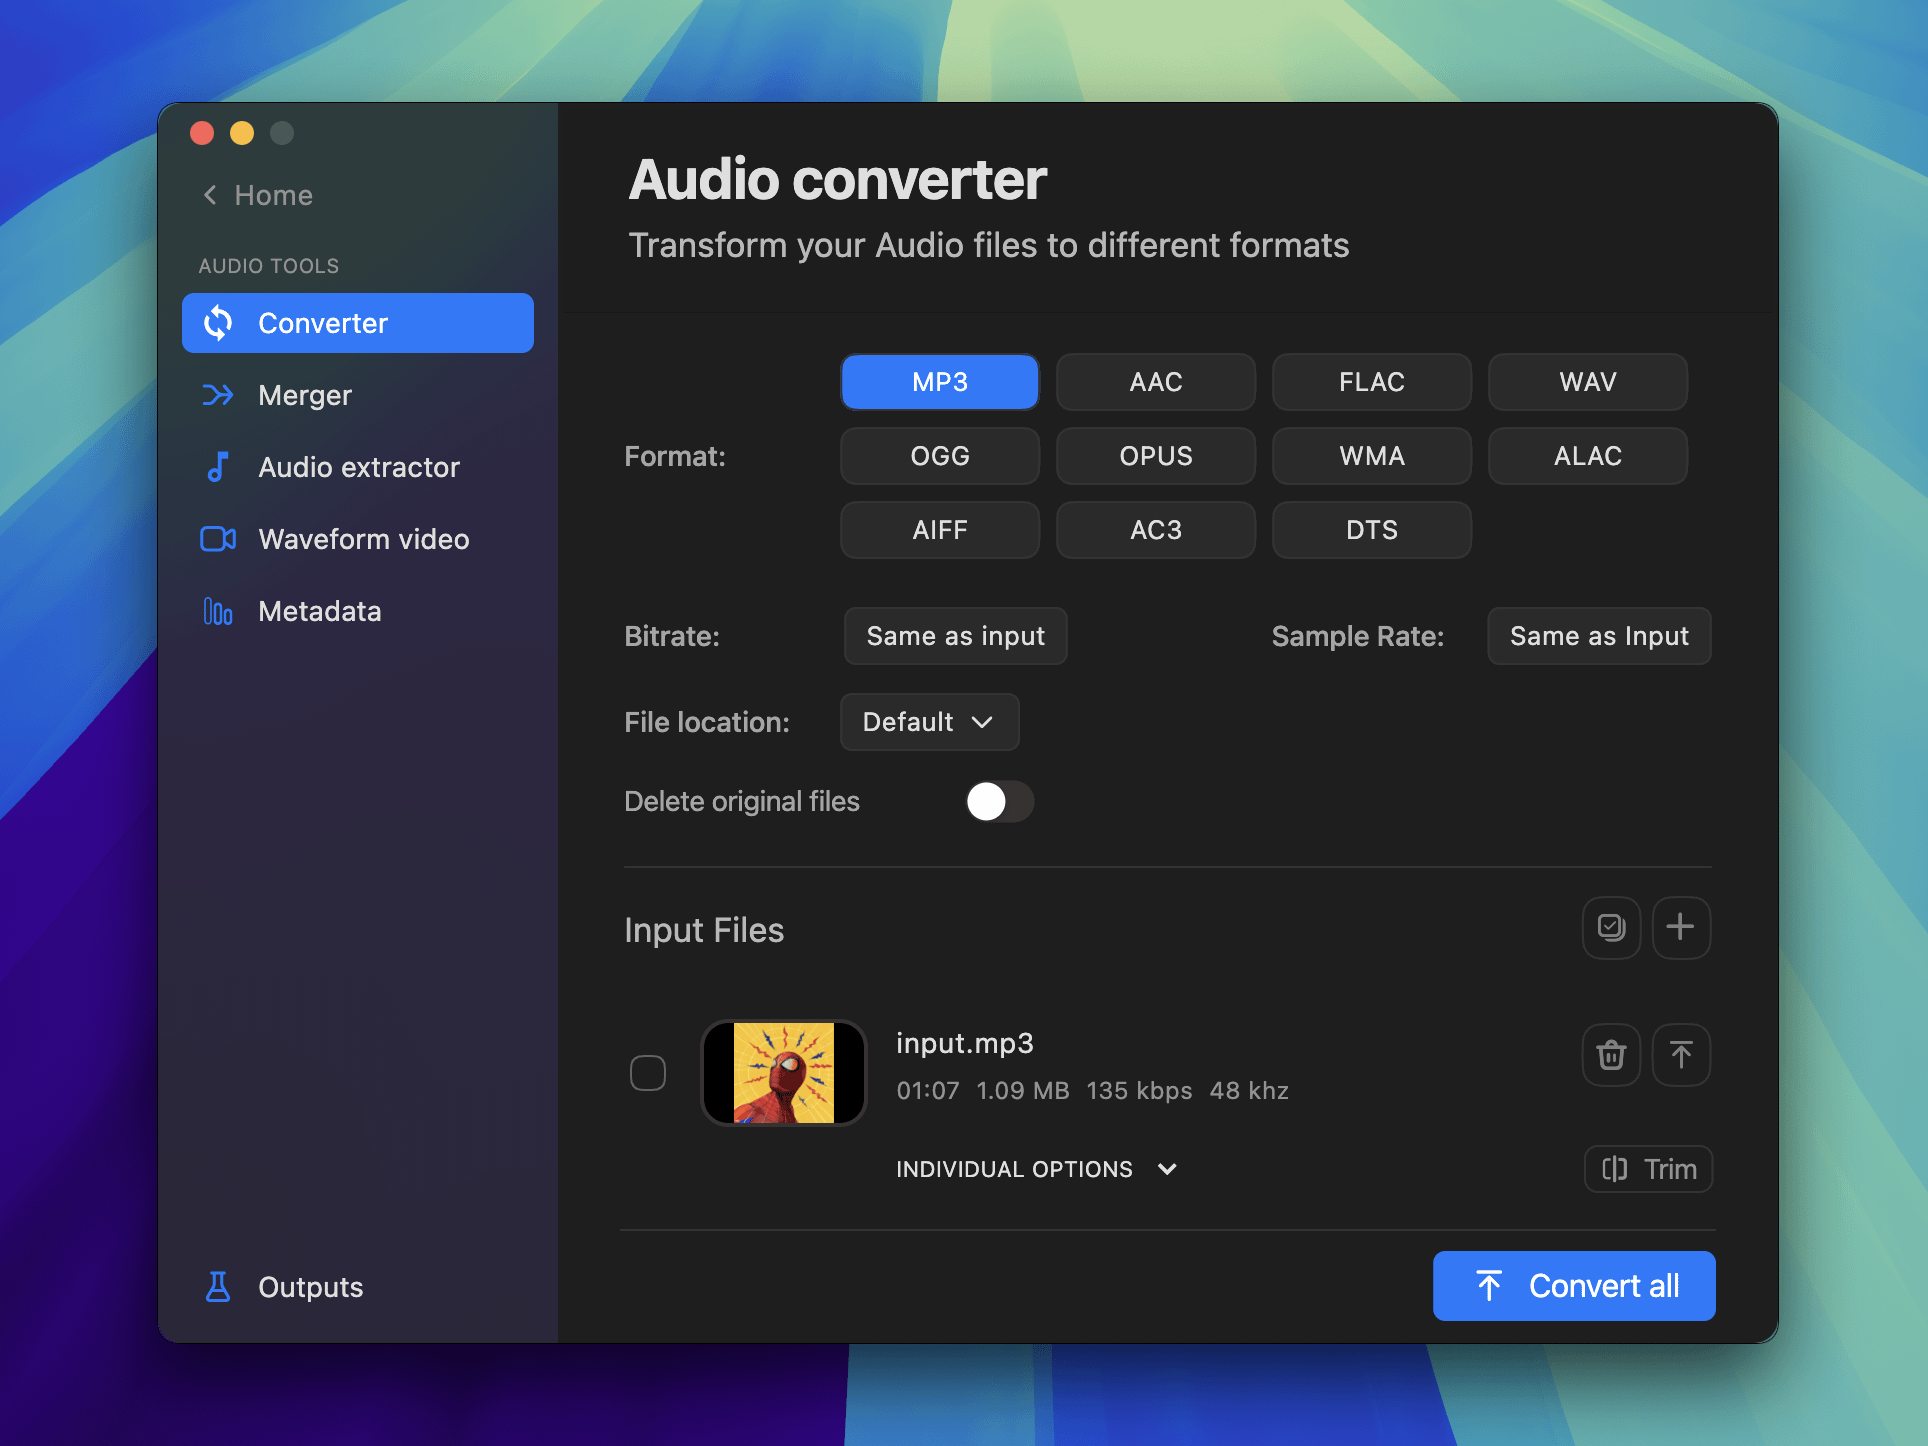 Home
AUDIO TOOLS
Converter
Merger
Audio extractor
Waveform video
Metadata
Outputs
Audio converter
Transform your Audio files to different formats
Format:
MP3 AAC FLAC WAV
OGG OPUS WMA ALAC
AIFF AC3 DTS
Bitrate: Same as input Sample Rate: Same as Input
File location: Default
Delete original files
Input Files
input.mp3
01:07 1.09 MB 135 kbps 48 khz
INDIVIDUAL OPTIONS Trim
Convert all